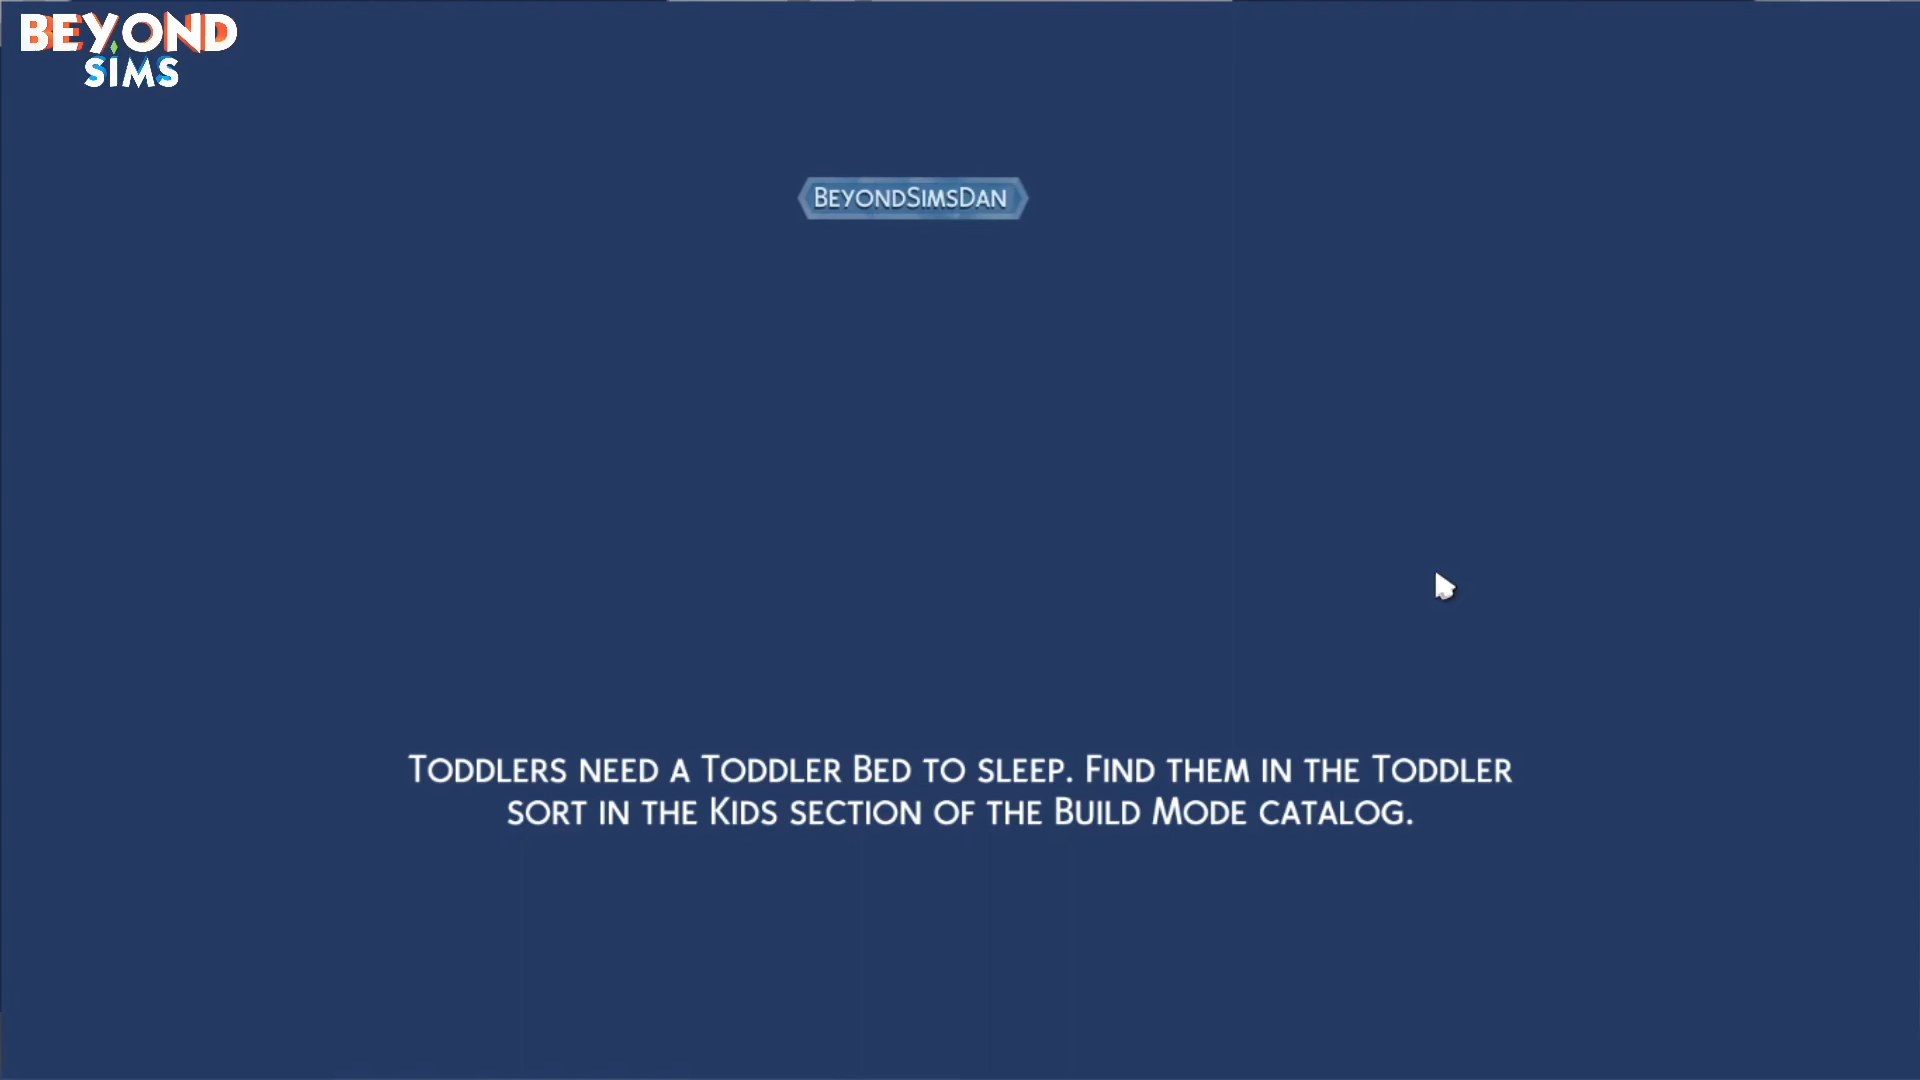 BEYOND
SIMS
BEYONDSIMSDAN
TODDLERS NEED A TODDLER BED TO SLEEP. FIND THEM IN THE TODDLER
SORT IN THE KIDS SECTION OF THE BUILD MODE CATALOG.